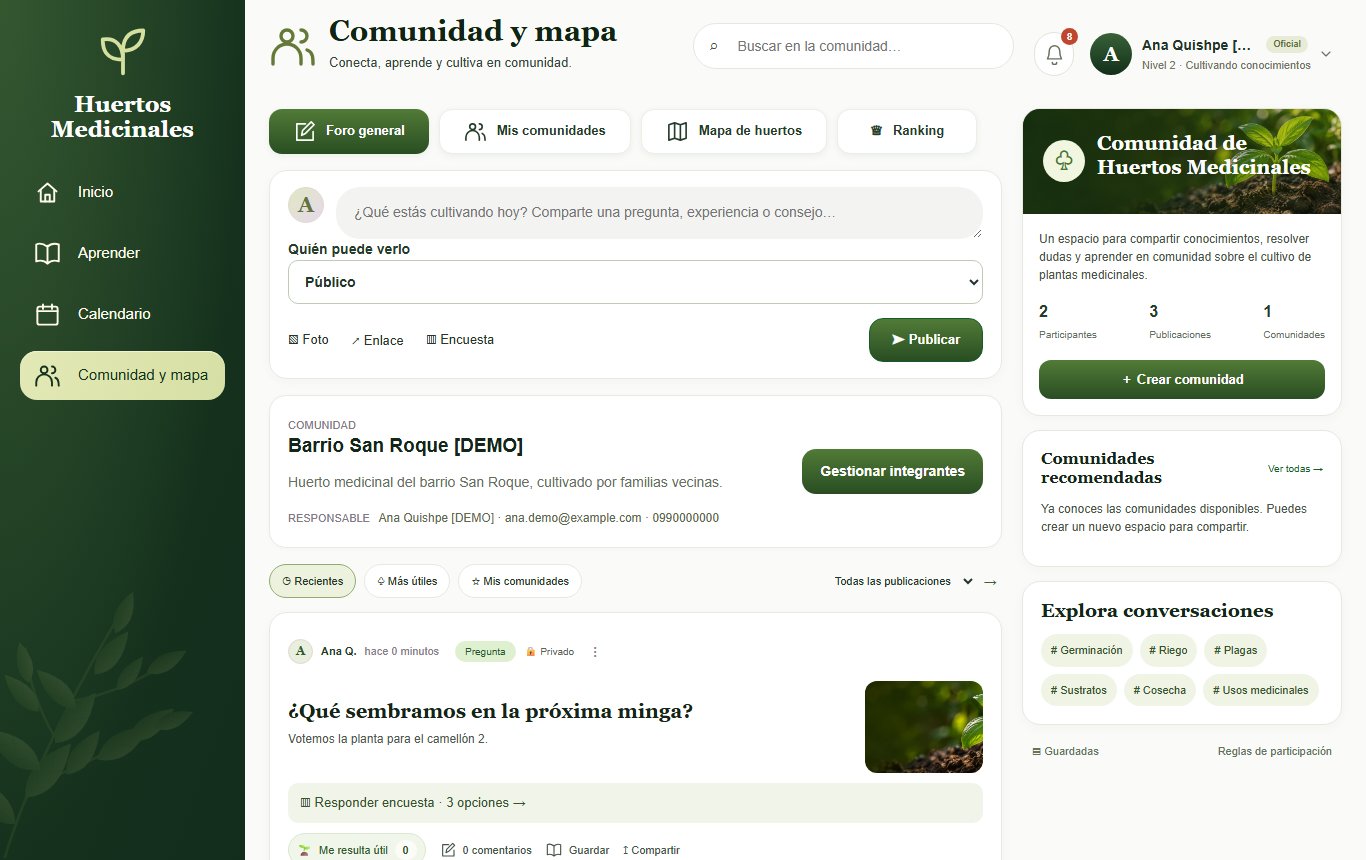 Huertos
Medicinales
Inicio
Aprender
Calendario
Comunidad y mapa
Comunidad y mapa
Conecta, aprende y cultiva en comunidad.
Buscar en la comunidad...
8
A
Ana Quishpe [...
Oficial
Nivel 2 · Cultivando conocimientos
Foro general
Mis comunidades
Mapa de huertos
Ranking
A
¿Qué estás cultivando hoy? Comparte una pregunta, experiencia o consejo...
Quién puede verlo
Público
Foto
Enlace
Encuesta
Publicar
COMUNIDAD
Barrio San Roque [DEMO]
Huerto medicinal del barrio San Roque, cultivado por familias vecinas.
RESPONSABLE Ana Quishpe [DEMO] · ana.demo@example.com · 0990000000
Gestionar integrantes
Recientes
Más útiles
Mis comunidades
Todas las publicaciones →
A
Ana Q. hace 0 minutos
Pregunta
Privado
¿Qué sembramos en la próxima minga?
Votemos la planta para el camellón 2.
Responder encuesta · 3 opciones →
Me resulta útil 0
0 comentarios
Guardar
Compartir
Comunidad de
Huertos Medicinales
Un espacio para compartir conocimientos, resolver
dudas y aprender en comunidad sobre el cultivo de
plantas medicinales.
2
Participantes
3
Publicaciones
1
Comunidades
+ Crear comunidad
Comunidades
recomendadas
Ver todas →
Ya conoces las comunidades disponibles. Puedes
crear un nuevo espacio para compartir.
Explora conversaciones
# Germinación
# Riego
# Plagas
# Sustratos
# Cosecha
# Usos medicinales
Guardadas
Reglas de participación